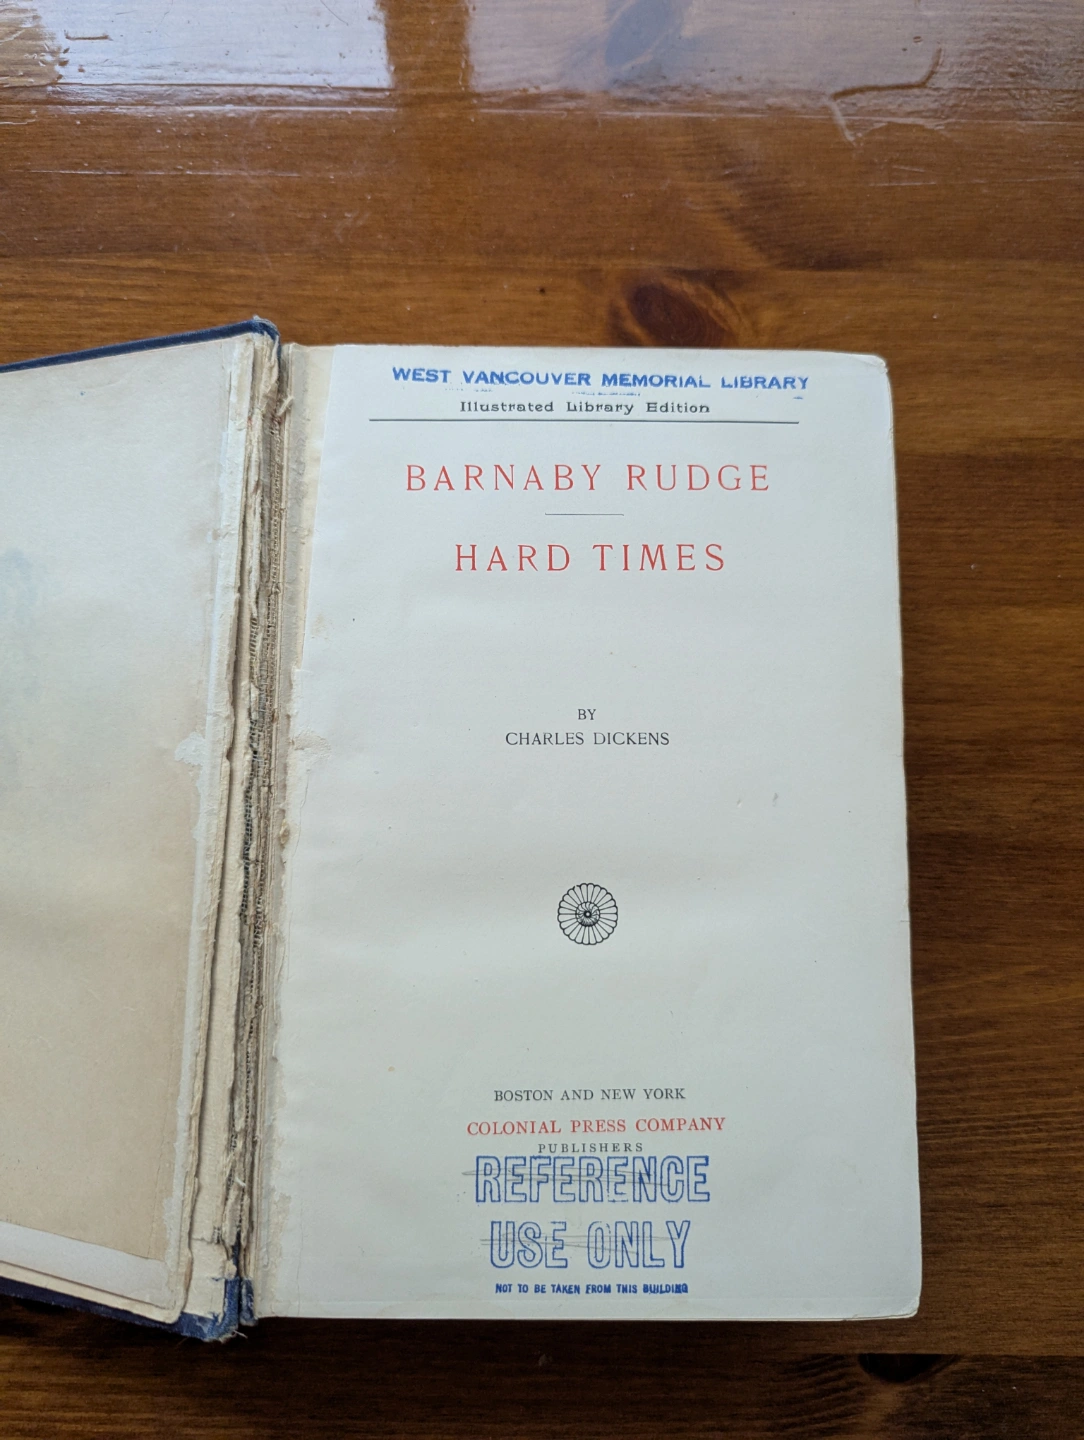 WEST VANCOUVER MEMORIAL LIBRARY
Illustrated Library Edition
BARNABY RUDGE
HARD TIMES
BY
CHARLES DICKENS
BOSTON AND NEW YORK
COLONIAL PRESS COMPANY
PUBLISHERS
REFERENCE
USE ONLY
NOT TO BE TAKEN FROM THIS BUILDING